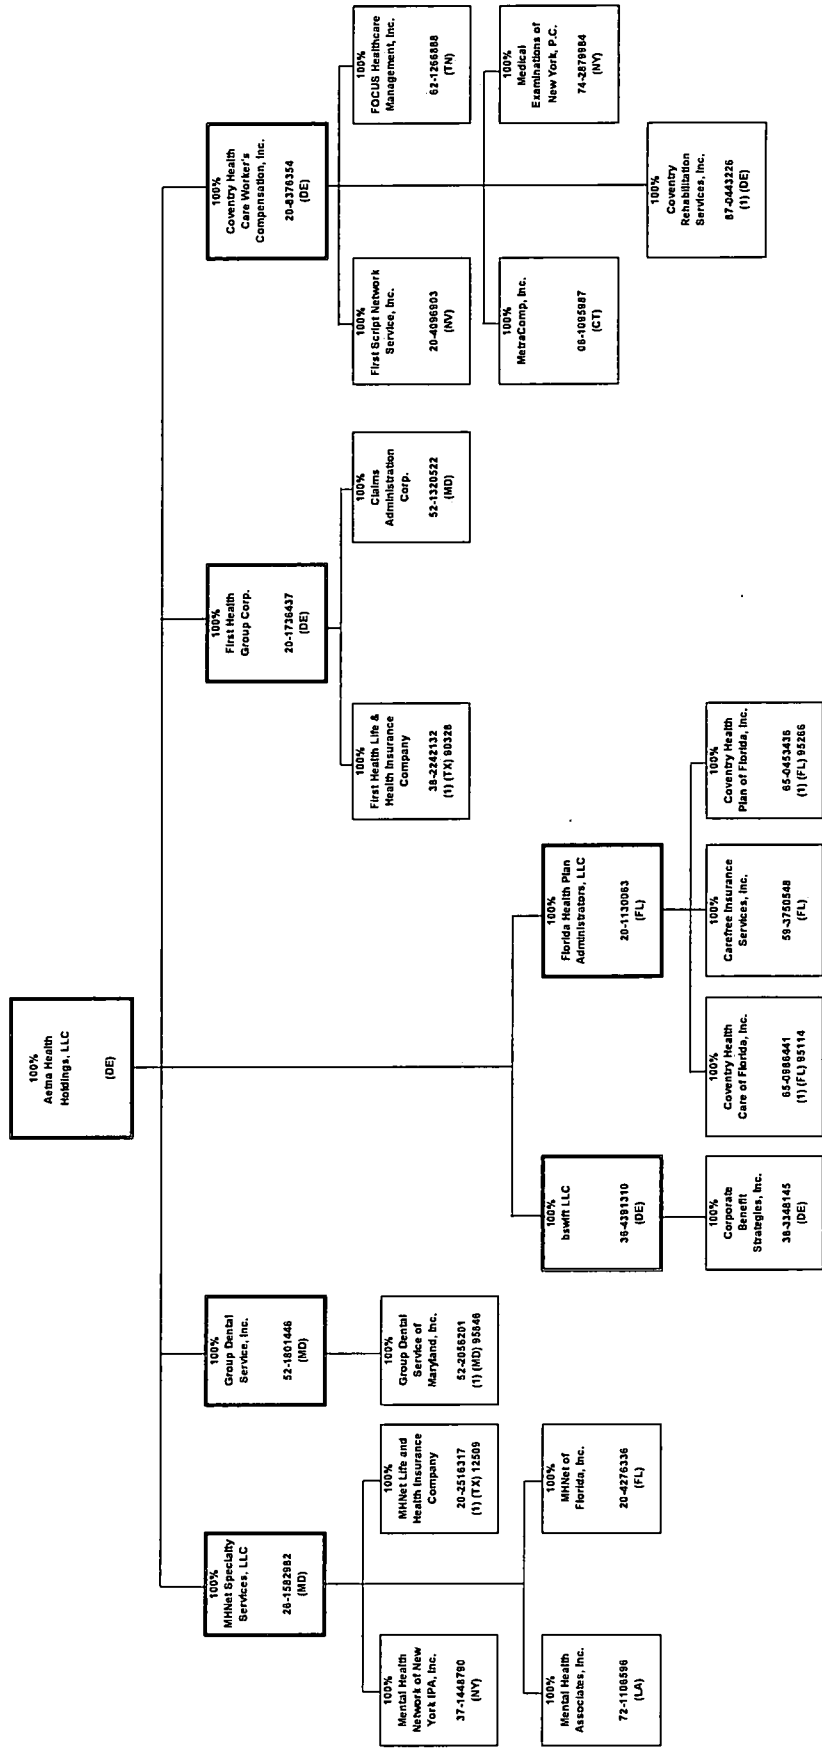 100%
Aetna Health
Holdings, LLC
(DE)
100%
MHNet Specialty
Services, LLC
26-1582982
(MD)
100%
Group Dental
Service, Inc.
52-1801446
(MD)
100%
First Health
Group Corp.
20-1736437
(DE)
100%
Coventry Health
Care Worker's
Compensation, Inc.
20-8376354
(DE)
100%
Mental Health
Network of New
York IPA, Inc.
37-1448790
(NY)
100%
MHNet Life and
Health Insurance
Company
20-2516317
(1) (TX) 12509
100%
Group Dental
Service of
Maryland, Inc.
52-2056201
(1) (MD) 95846
100%
First Health Life &
Health Insurance
Company
38-2242132
(1) (TX) 90328
100%
Claims
Administration
Corp.
52-1320522
(MD)
100%
First Script Network
Service, Inc.
20-4096903
(NV)
100%
FOCUS Healthcare
Management, Inc.
62-1266888
(TN)
100%
Mental Health
Associates, Inc.
72-1106596
(LA)
100%
MHNet of
Florida, Inc.
20-4276336
(FL)
100%
bswift LLC
36-4391310
(DE)
100%
Florida Health Plan
Administrators, LLC
20-1130063
(FL)
100%
MetraComp, Inc.
06-1095987
(CT)
100%
Medical
Examinations of
New York, P.C.
74-2879984
(NY)
100%
Corporate
Benefit
Strategies, Inc.
38-3348145
(DE)
100%
Coventry Health
Care of Florida, Inc.
65-0986441
(1) (FL) 95114
100%
Carefree Insurance
Services, Inc.
59-3750548
(FL)
100%
Coventry Health
Plan of Florida, Inc.
65-0453436
(1) (FL) 95266
100%
Coventry
Rehabilitation
Services, Inc.
87-0443226
(1) (DE)